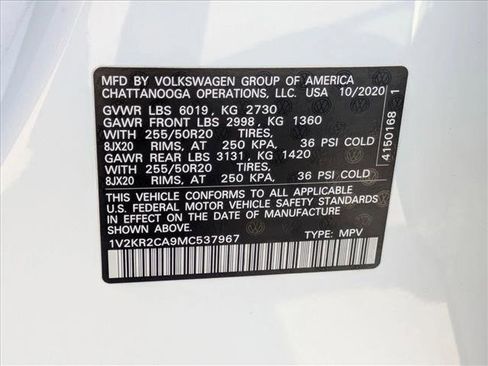 MFD BY VOLKSWAGEN GROUP OF AMERICA
CHATTANOOGA OPERATIONS, LLC. USA 10/2020
GVWR LBS 6019, KG 2730
GAWR FRONT LBS 2998, KG 1360
WITH 255/50R20 TIRES,
8JX20 RIMS, AT 250 KPA, 36 PSI COLD
GAWR REAR LBS 3131, KG 1420
WITH 255/50R20 TIRES,
8JX20 RIMS, AT 250 KPA, 36 PSI COLD
THIS VEHICLE CONFORMS TO ALL APPLICABLE
U.S. FEDERAL MOTOR VEHICLE SAFETY STANDARDS
IN EFFECT ON THE DATE OF MANUFACTURE
SHOWN ABOVE.
1V2KR2CA9MC537967 TYPE: MPV
4150168 1